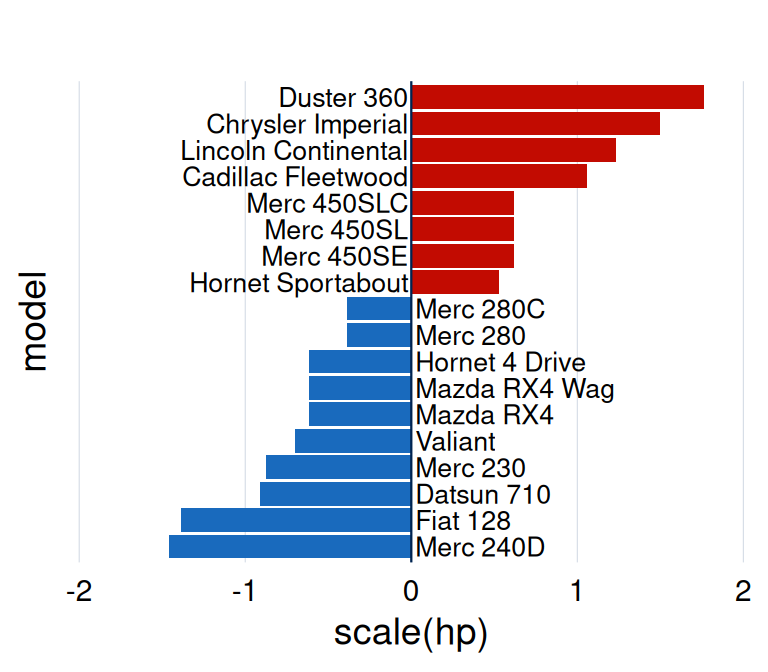 Duster 360
Chrysler Imperial
Lincoln Continental
Cadillac Fleetwood
Merc 450SLC
Merc 450SL
Merc 450SE
Hornet Sportabout
Merc 280C
Merc 280
Hornet 4 Drive
Mazda RX4 Wag
Mazda RX4
Valiant
Merc 230
Datsun 710
Fiat 128
Merc 240D
model
-2 -1 0 1 2
scale(hp)